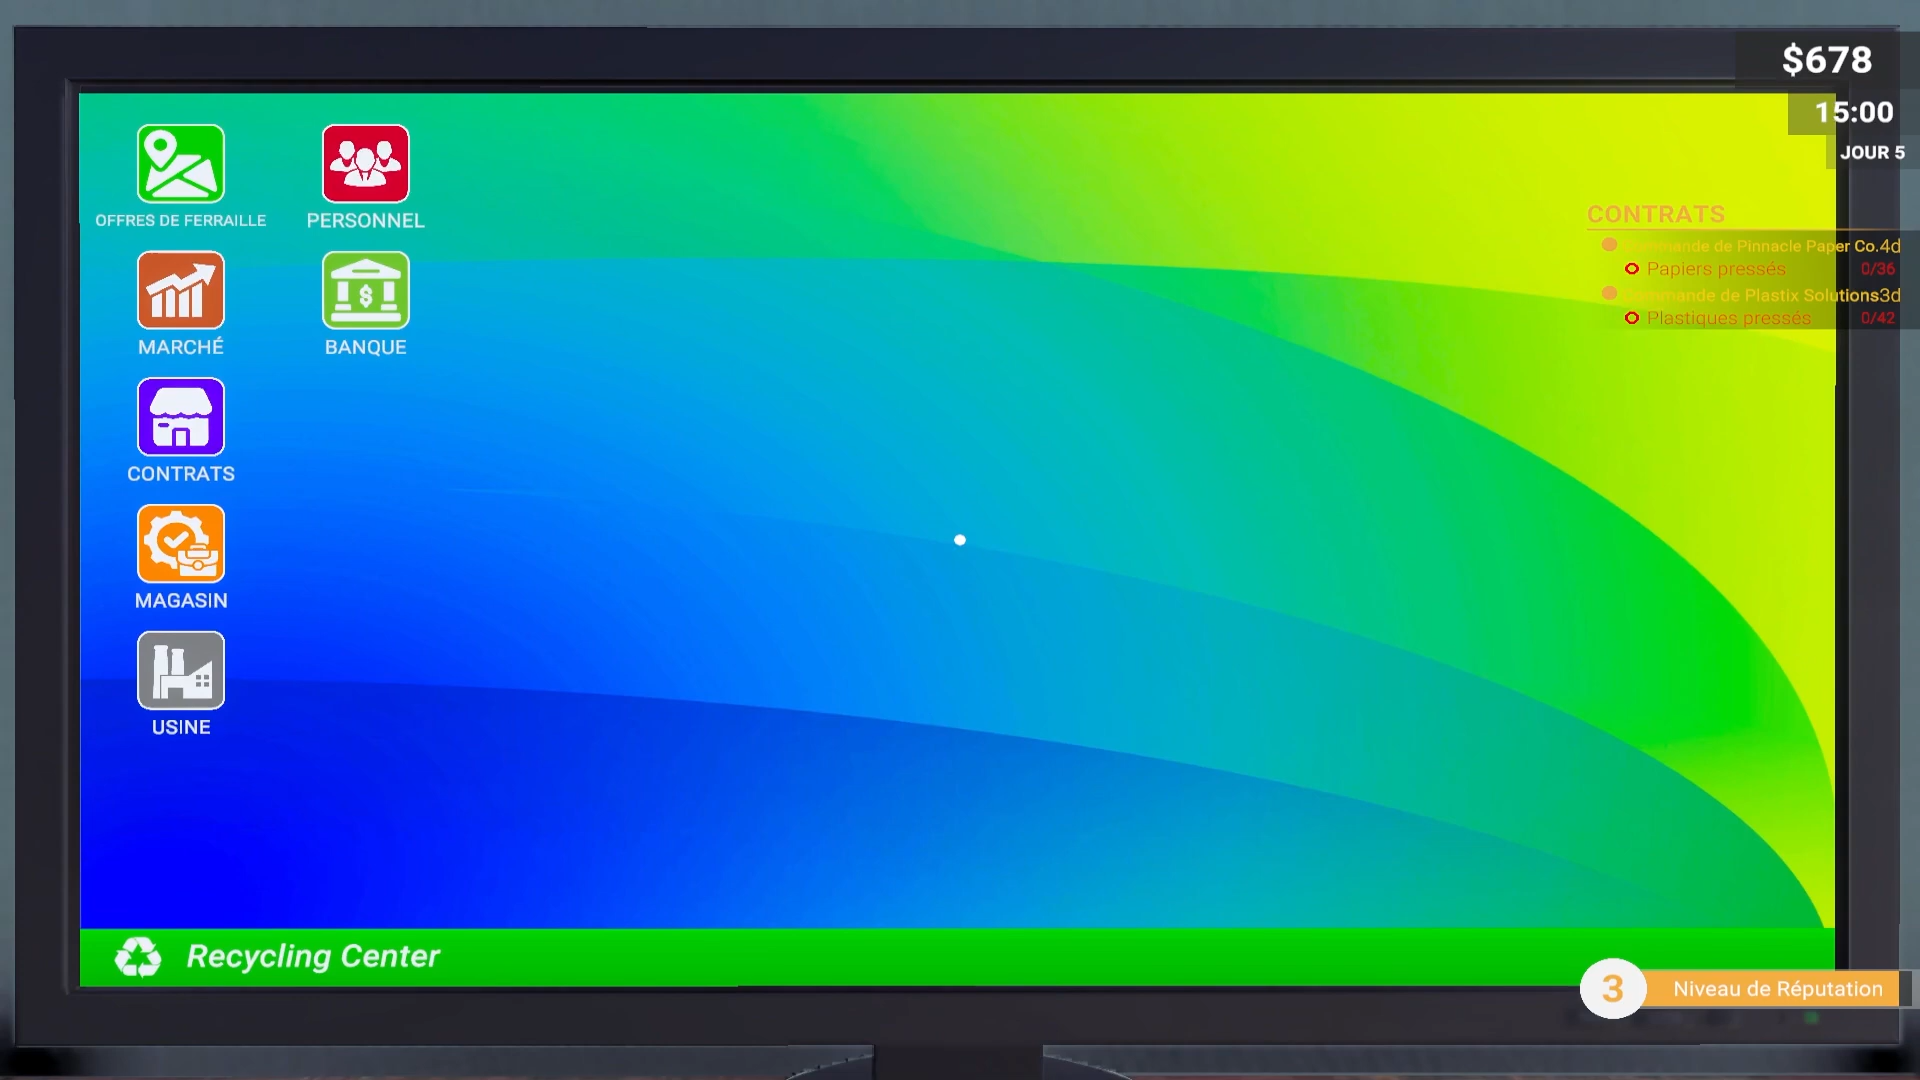 $678
15:00
JOUR 5
OFFRES DE FERRAILLE
PERSONNEL
MARCHÉ
BANQUE
CONTRATS
MAGASIN
USINE
CONTRATS
de Pinnacle Paper Co.4d
Papiers pressés 0/36
de Plastix Solutions3d
Plastiques pressés 0/42
Recycling Center
3 Niveau de Réputation